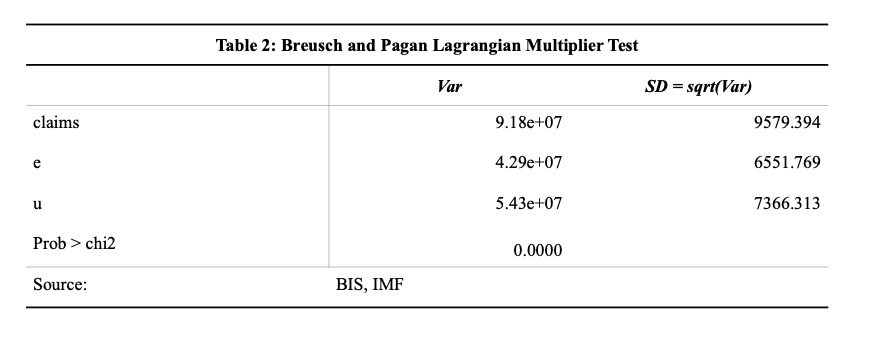 Table 2: Breusch and Pagan Lagrangian Multiplier Test
Var SD = sqrt(Var)
claims 9.18e+07 9579.394
e 4.29e+07 6551.769
u 5.43e+07 7366.313
Prob > chi2 0.0000
Source: BIS, IMF